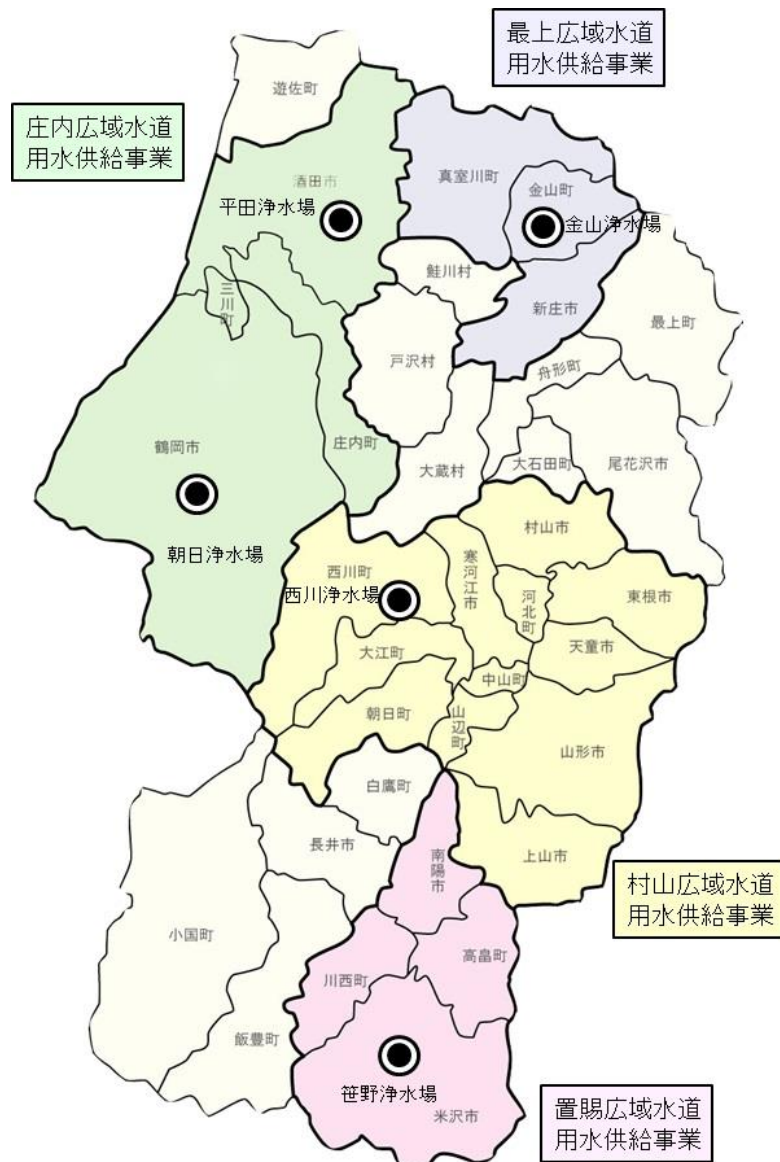 最上広域水道
用水供給事業
遊佐町
庄内広域水道
用水供給事業
酒田市
平田浄水場
真室川町
金山町
金山浄水場
鮭川村
三川町
新庄市
最上町
戸沢村
舟形町
鶴岡市
庄内町
大蔵村
大石田町
尾花沢市
朝日浄水場
村山市
西川町
西川浄水場
寒河江市
河北町
東根市
大江町
天童市
中山町
朝日町
山辺町
山形市
白鷹町
長井市
南陽市
上山市
村山広域水道
用水供給事業
小国町
高畠町
川西町
飯豊町
笹野浄水場
米沢市
置賜広域水道
用水供給事業